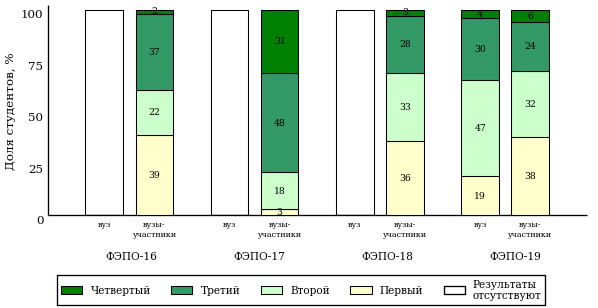 Доля студентов, %
100
75
50
25
0
2
37
22
39
31
48
18
3
3
28
33
36
4
30
47
19
6
24
32
38
вуз
вузы-
участники
вуз
вузы-
участники
вуз
вузы-
участники
вуз
вузы-
участники
ФЭПО-16
ФЭПО-17
ФЭПО-18
ФЭПО-19
Четвертый
Третий
Второй
Первый
Результаты
отсутствуют